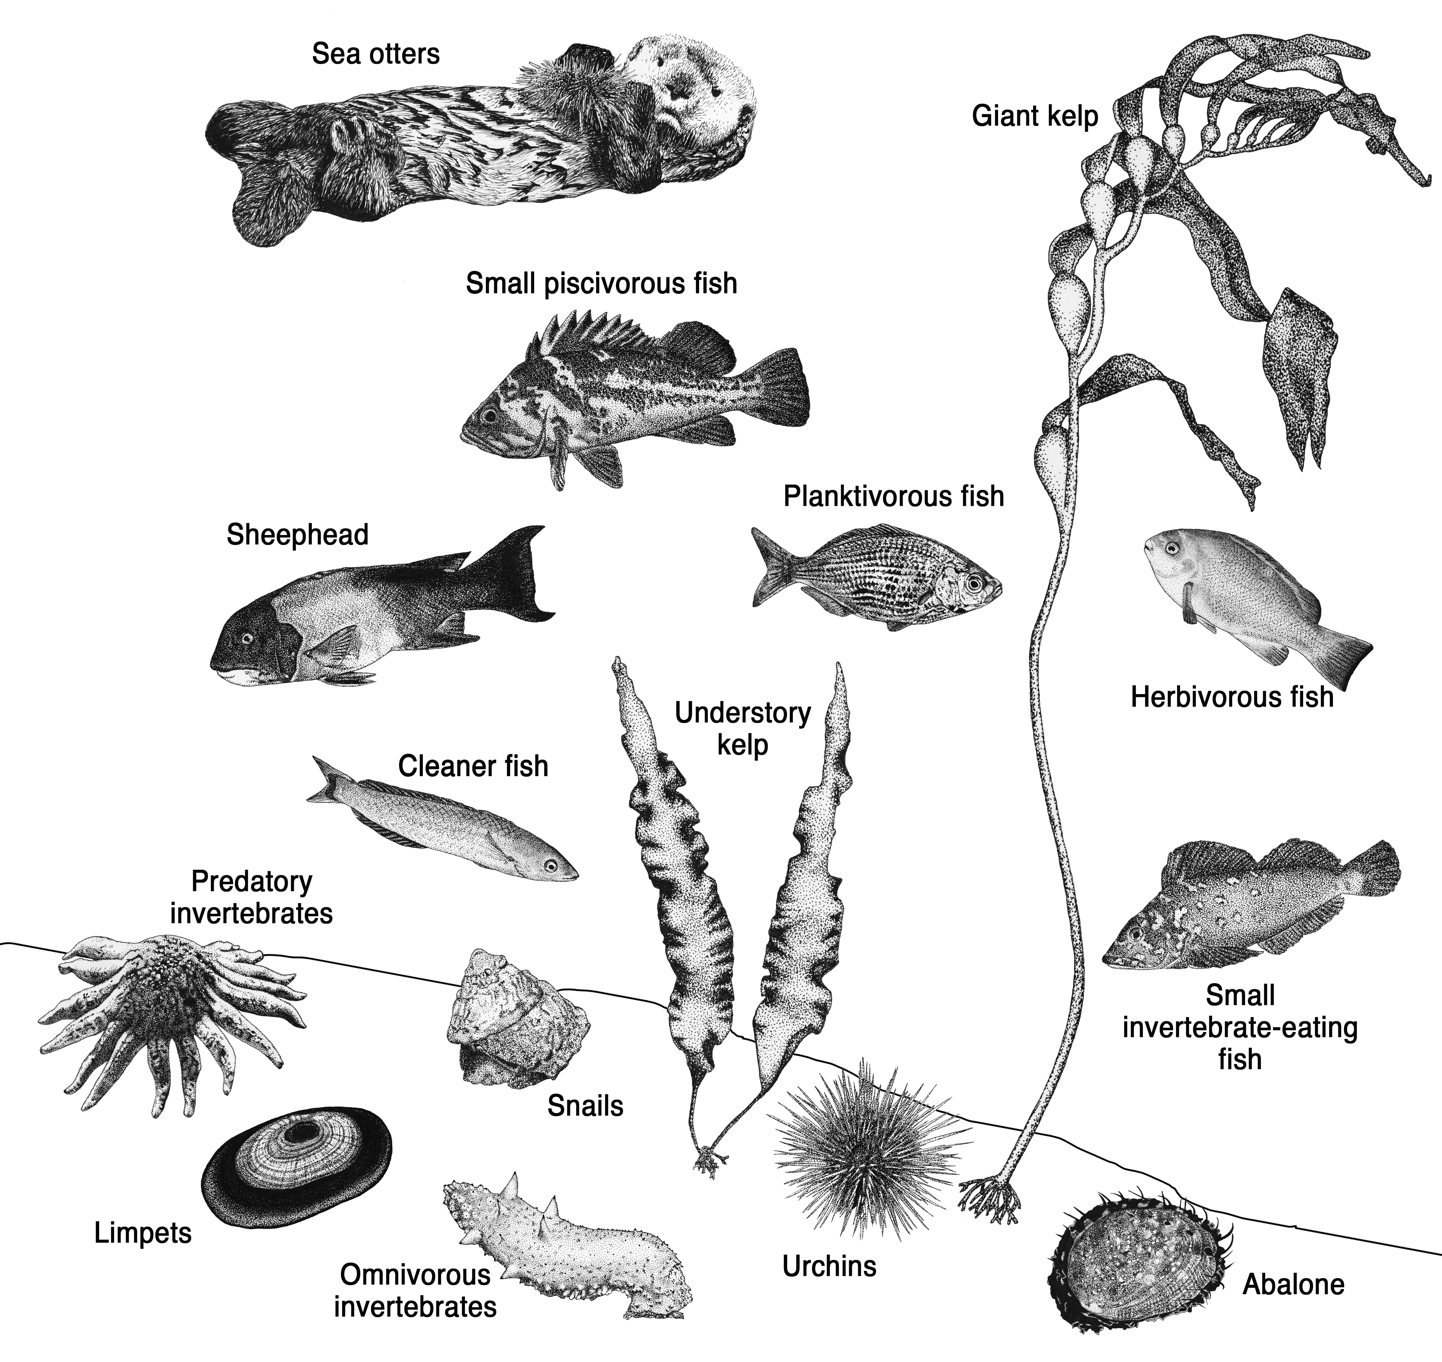 Sea otters
Giant kelp
Small piscivorous fish
Planktivorous fish
Sheephead
Herbivorous fish
Understory
kelp
Cleaner fish
Predatory
invertebrates
Small
invertebrate-eating
fish
Snails
Limpets
Urchins
Omnivorous
invertebrates
Abalone